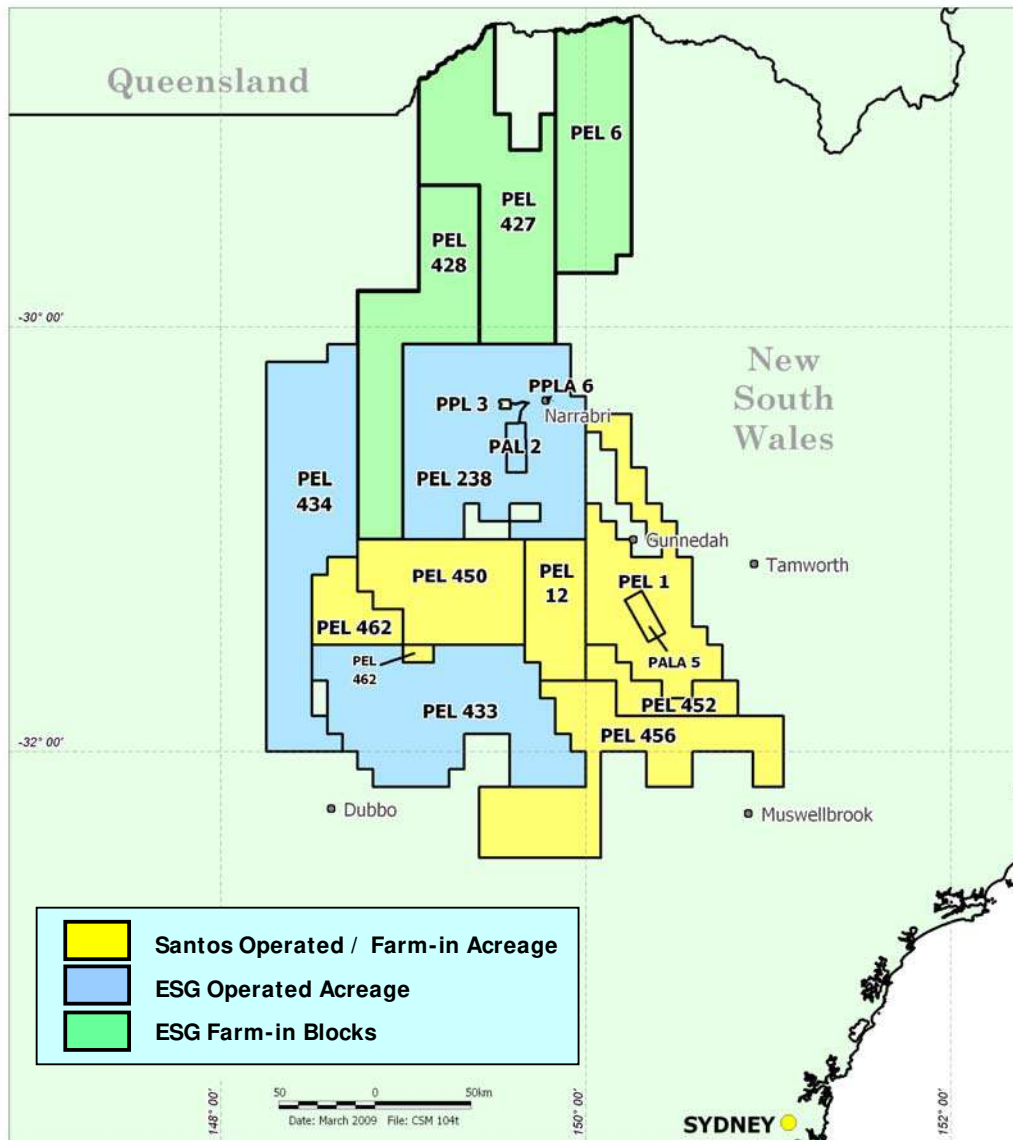 Queensland
PEL 6
PEL
427
PEL
428
-30° 00'
New
South
Wales
PPLA 6
PPL 3
Narrabri
PAL 2
PEL
434
PEL 238
Gunnedah
Tamworth
PEL 450
PEL
12
PEL 1
PEL 462
PEL
462
PALA 5
PEL 452
PEL 433
PEL 456
-32° 00'
Dubbo
Muswellbrook
Santos Operated / Farm-in Acreage
ESG Operated Acreage
ESG Farm-in Blocks
148° 00'
50 0 50km
Date: March 2009 File: CSM 104t
150° 00'
SYDNEY
152° 00'